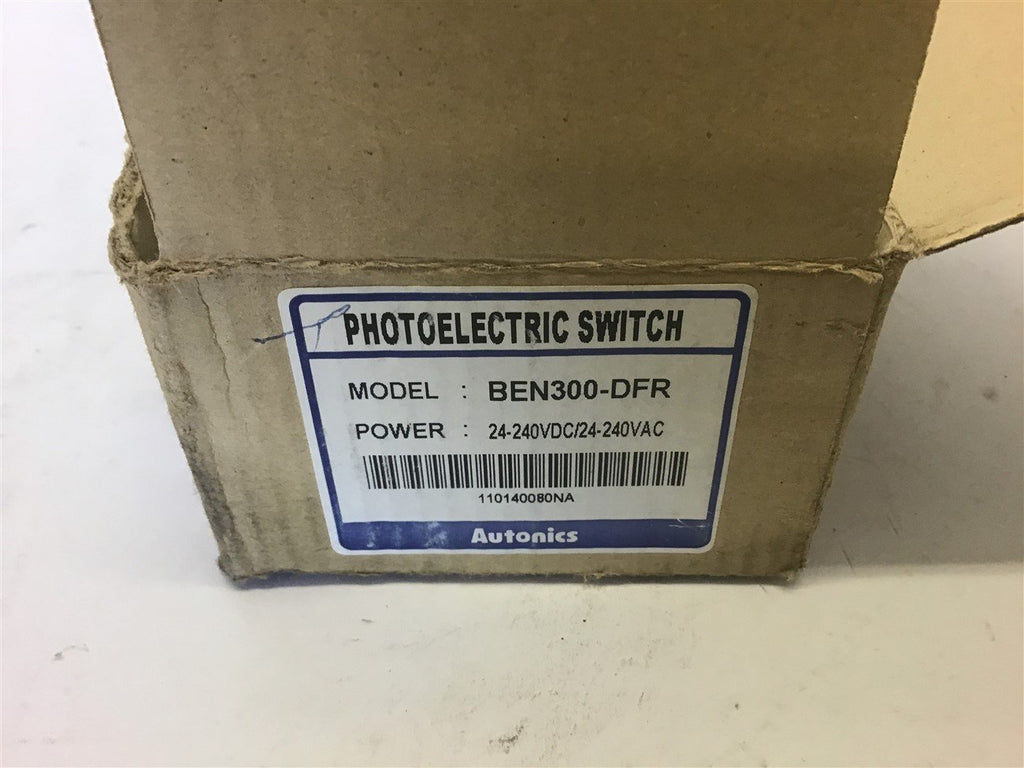 PHOTOELECTRIC SWITCH
MODEL : BEN300-DFR
POWER : 24-240VDC/24-240VAC
110140080NA
Autonics